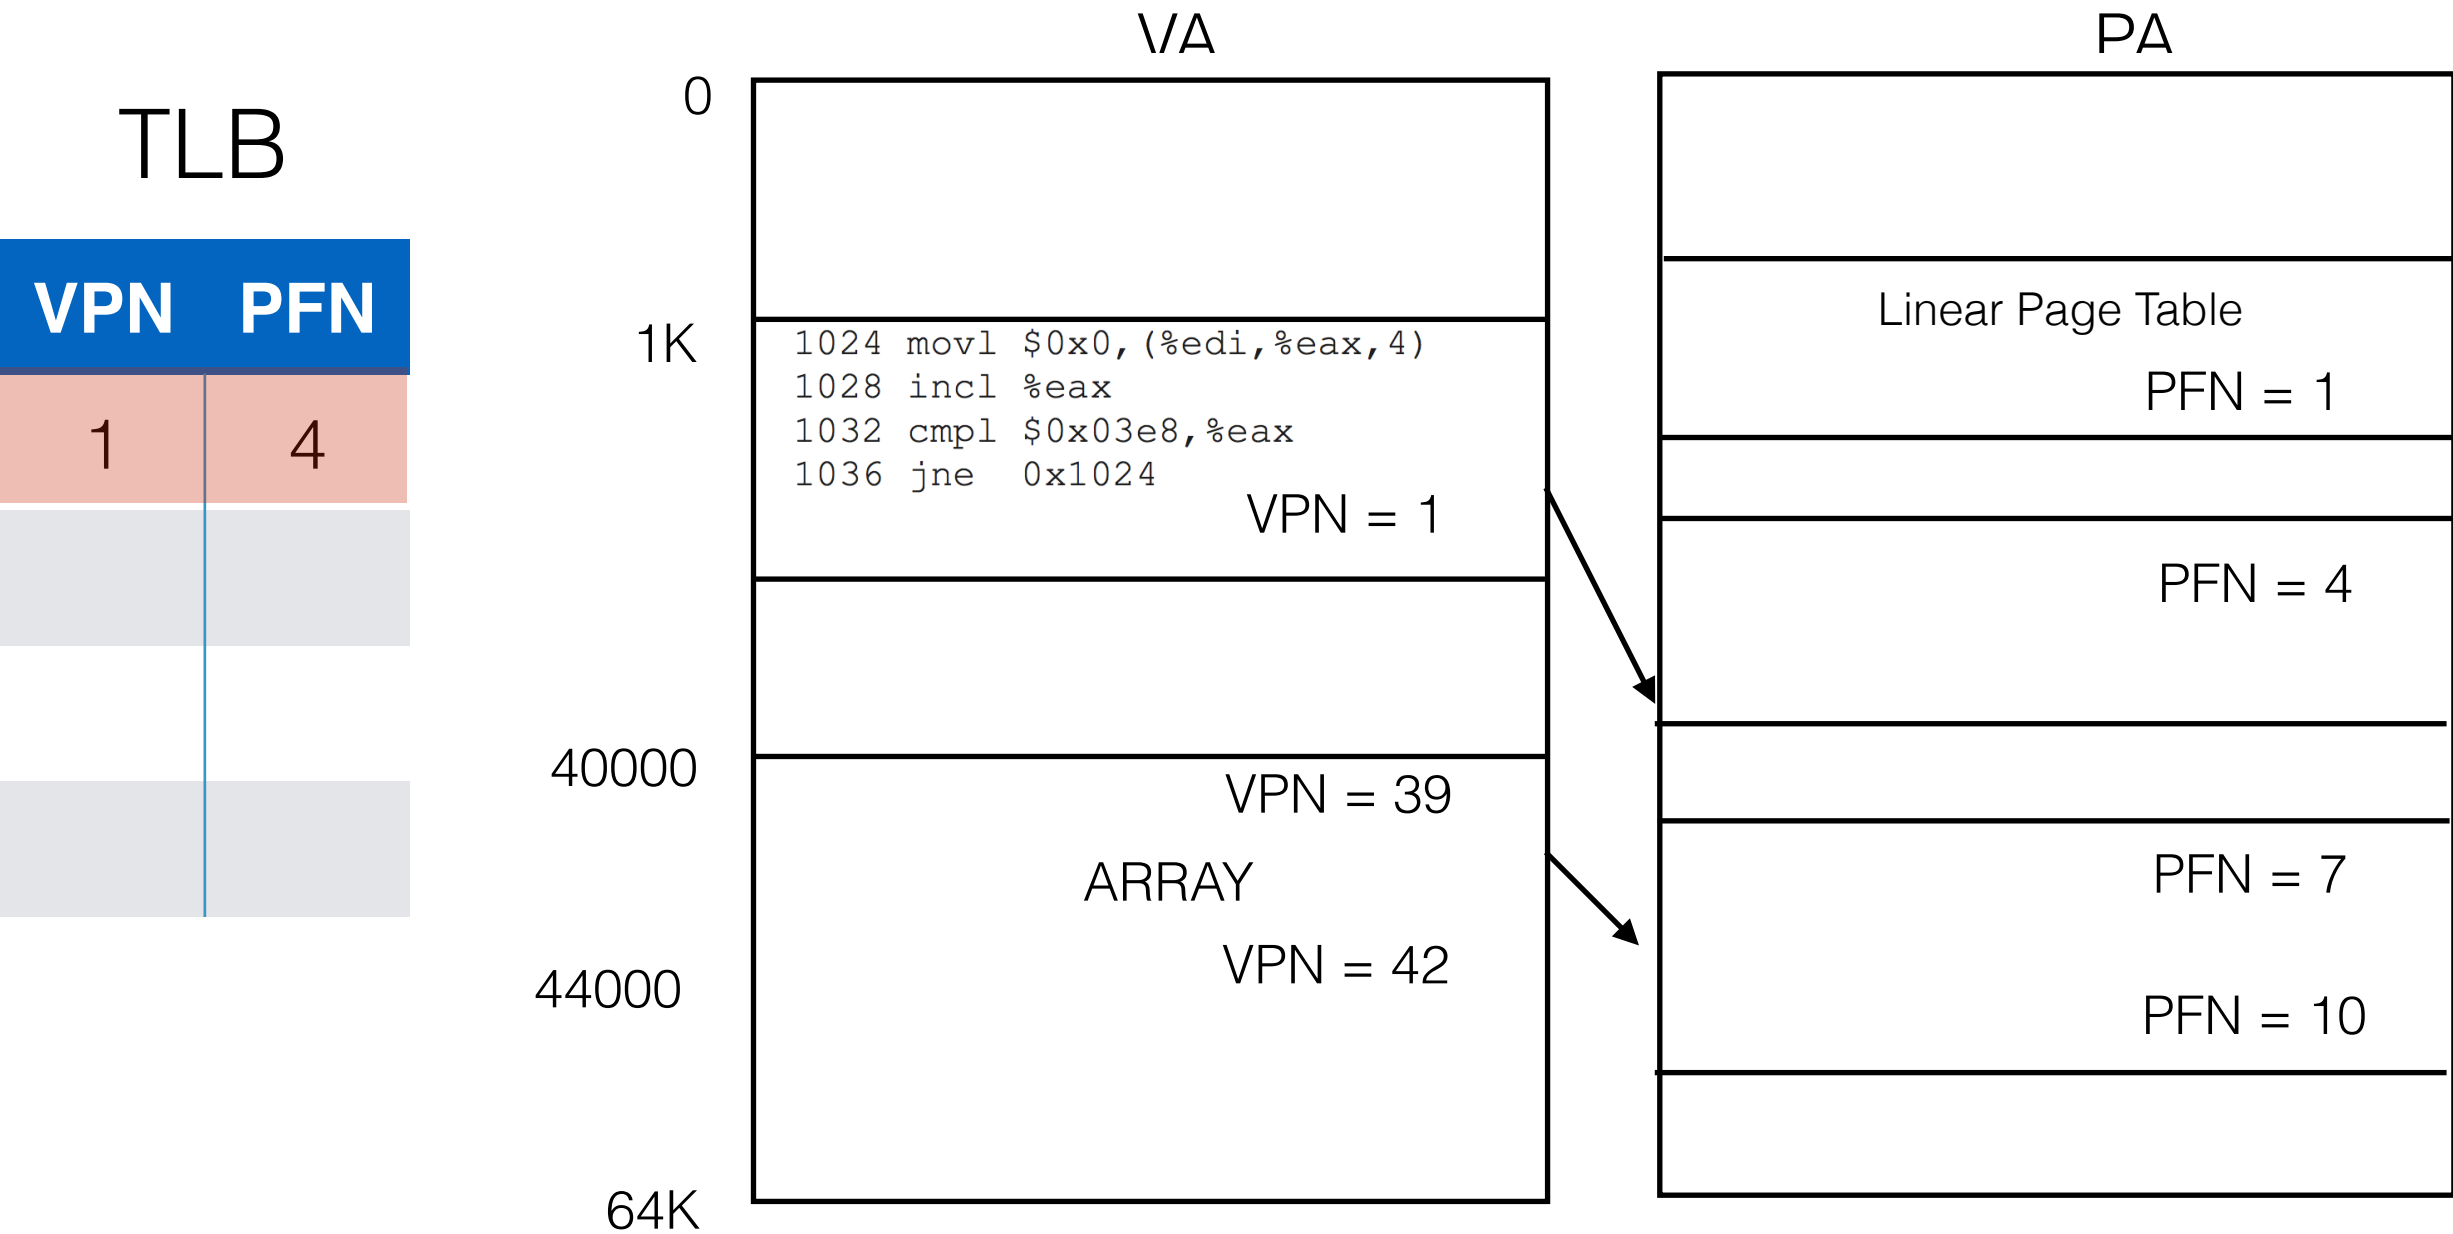 TLB
VPN PFN
1 4
VA
0
1K
1024 movl $0x0,(%edi,%eax,4)
1028 incl %eax
1032 cmpl $0x03e8,%eax
1036 jne 0x1024
VPN = 1
40000
VPN = 39
ARRAY
VPN = 42
44000
64K
PA
Linear Page Table
PFN = 1
PFN = 4
PFN = 7
PFN = 10